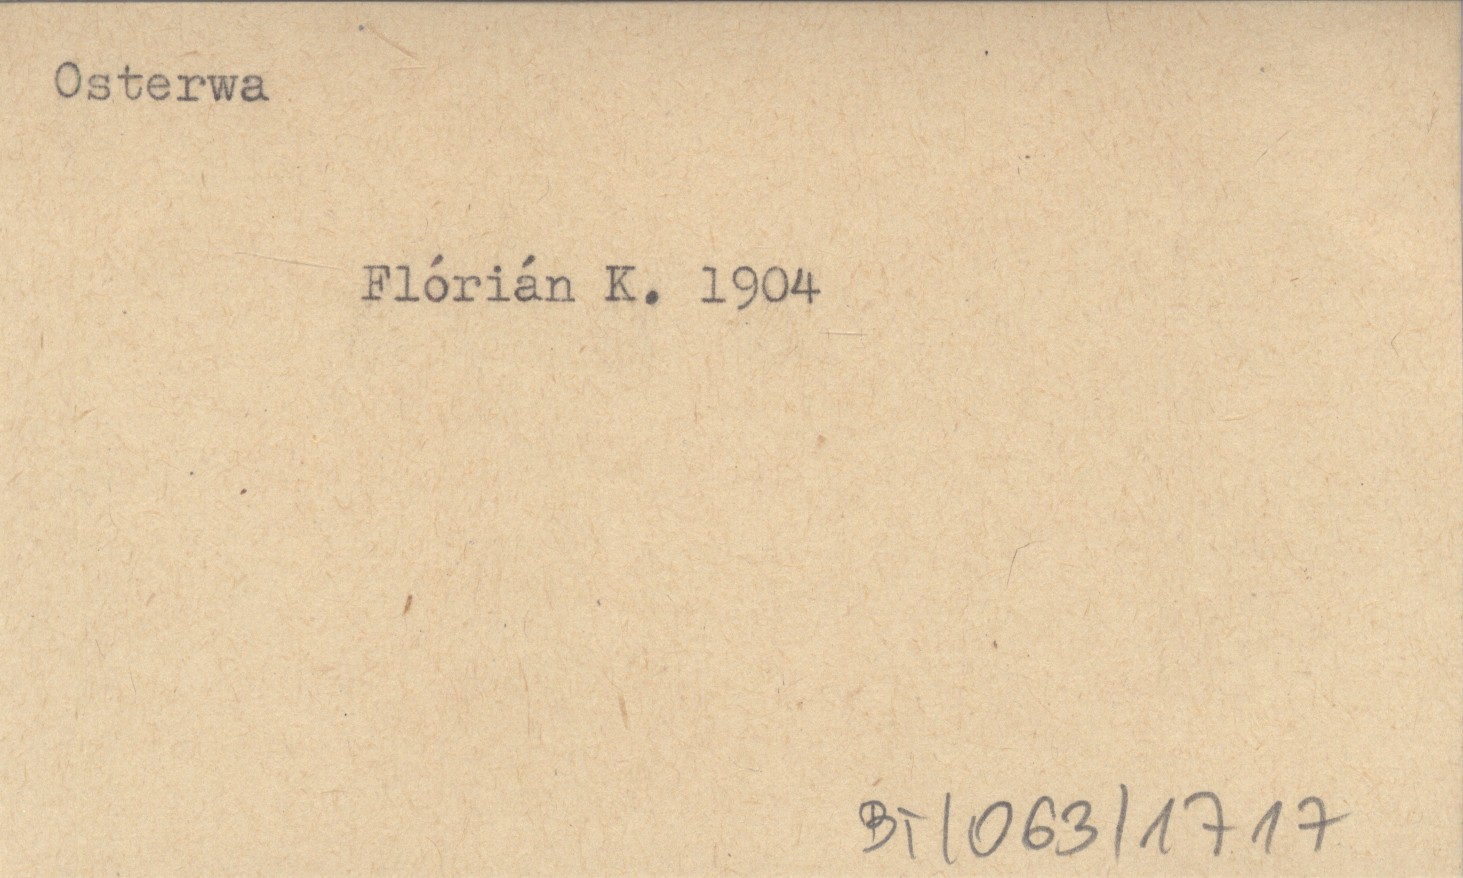 Osterwa
Flórián K. 1904
BT/063/1717